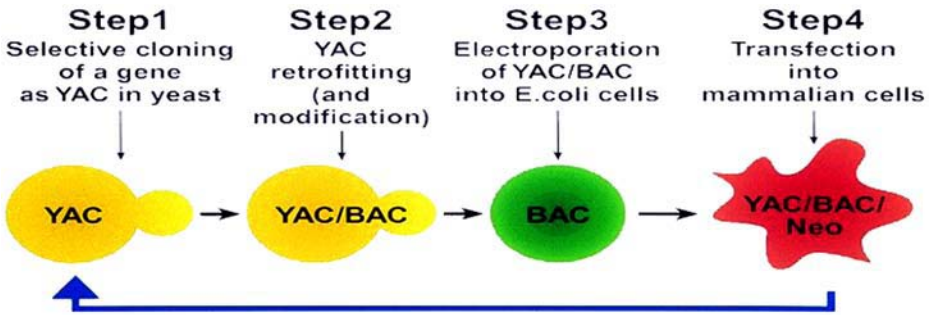 Step1
Selective cloning
of a gene
as YAC in yeast
Step2
YAC
retrofitting
(and
modification)
Step3
Electroporation
of YAC/BAC
into E.coli cells
Step4
Transfection
into
mammalian cells
YAC
YAC/BAC
BAC
YAC/BAC/
Neo